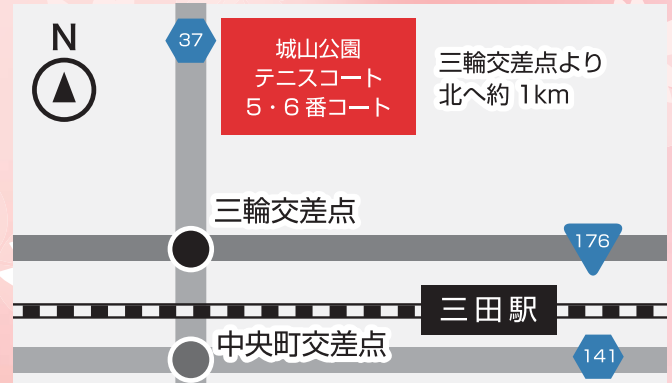 N
37
城山公園
テニスコート
5・6番コート
三輪交差点より
北へ約 1km
三輪交差点
176
三田駅
中央町交差点
141